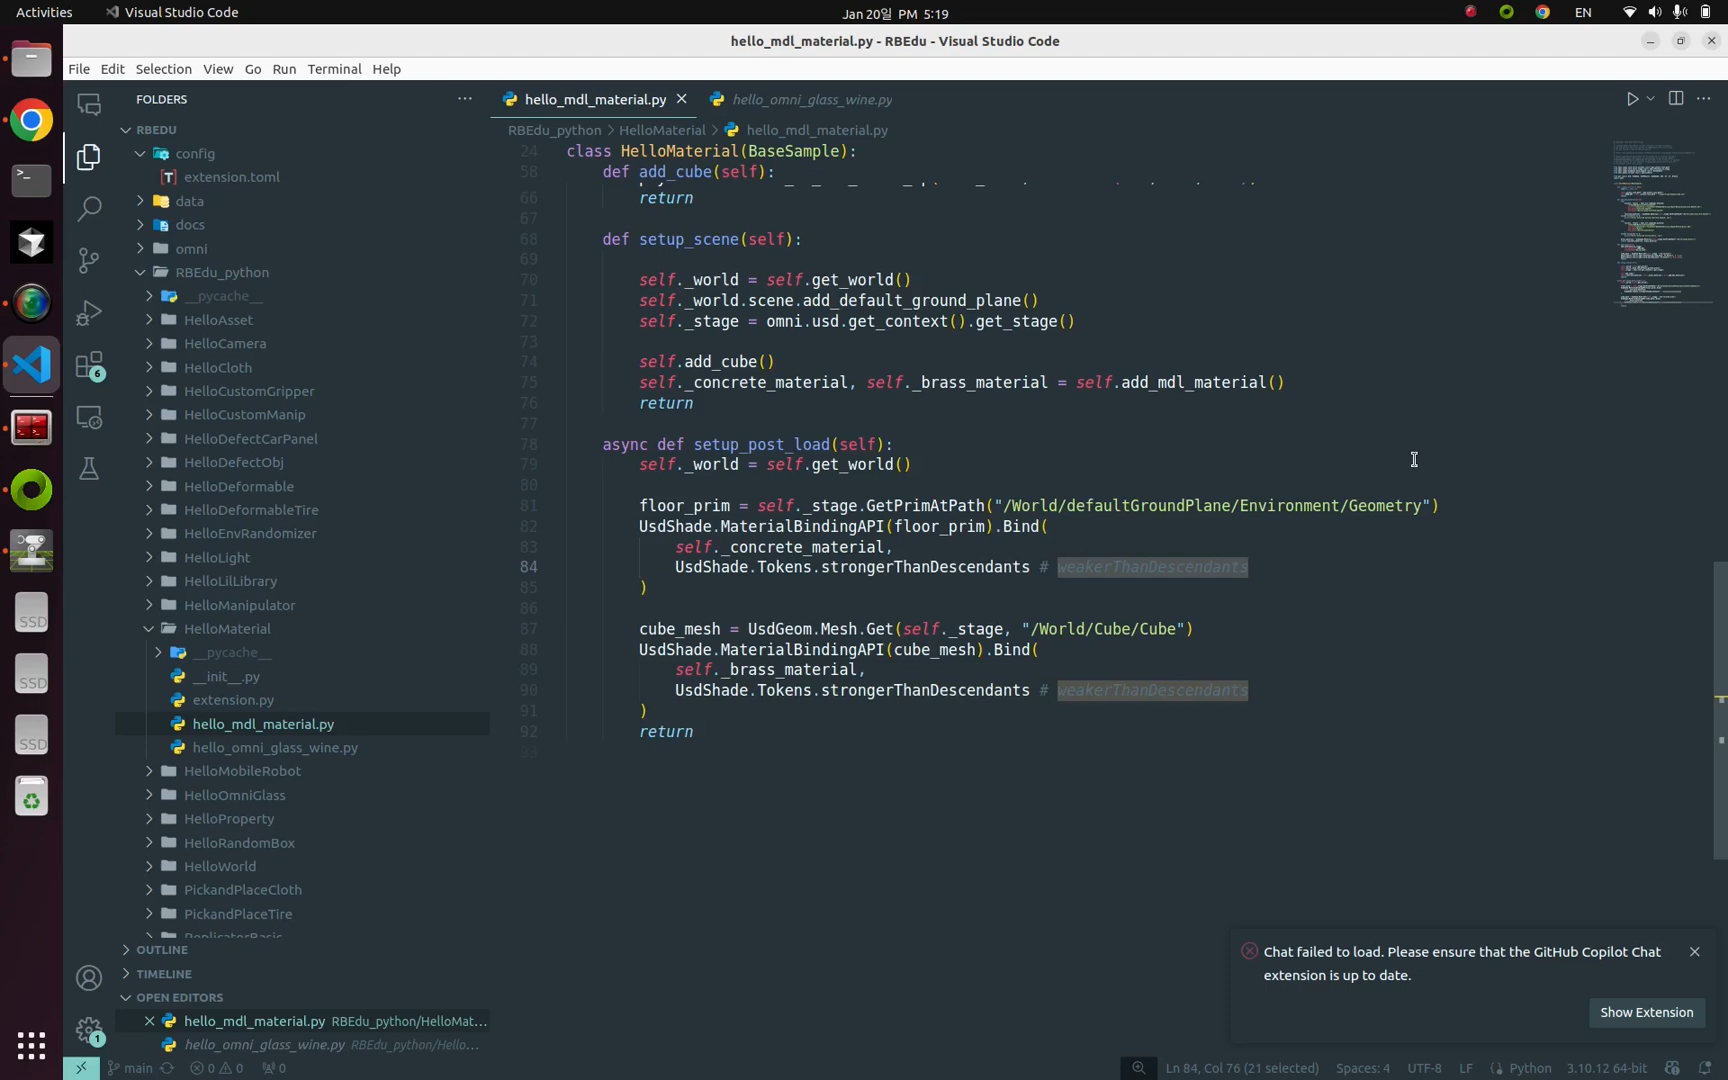 Activities
Visual Studio Code
Jan 20일 PM 5:19
EN
hello_mdl_material.py - RBEdu - Visual Studio Code
File Edit Selection View Go Run Terminal Help
FOLDERS
hello_mdl_material.py
hello_omni_glass_wine.py
RBEdu_python > HelloMaterial > hello_mdl_material.py
RBEDU
config
extension.toml
data
docs
omni
RBEdu_python
__pycache__
HelloAsset
HelloCamera
HelloCloth
HelloCustomGripper
HelloCustomManip
HelloDefectCarPanel
HelloDefectObj
HelloDeformable
HelloDeformableTire
HelloEnvRandomizer
HelloLight
HelloLilLibrary
HelloManipulator
HelloMaterial
__pycache__
__init__.py
extension.py
hello_mdl_material.py
hello_omni_glass_wine.py
HelloMobileRobot
HelloOmniGlass
HelloProperty
HelloRandomBox
HelloWorld
PickandPlaceCloth
PickandPlaceTire
OUTLINE
TIMELINE
OPEN EDITORS
hello_mdl_material.py RBEdu_python/HelloMat...
hello_omni_glass_wine.py RBEdu_python/Hello...
24 class HelloMaterial(BaseSample):
58 def add_cube(self):
66 return
67
68 def setup_scene(self):
69
70 self._world = self.get_world()
71 self._world.scene.add_default_ground_plane()
72 self._stage = omni.usd.get_context().get_stage()
73
74 self.add_cube()
75 self._concrete_material, self._brass_material = self.add_mdl_material()
76 return
77
78 async def setup_post_load(self):
79 self._world = self.get_world()
80
81 floor_prim = self._stage.GetPrimAtPath("/World/defaultGroundPlane/Environment/Geometry")
82 UsdShade.MaterialBindingAPI(floor_prim).Bind(
83 self._concrete_material,
84 UsdShade.Tokens.strongerThanDescendants # weakerThanDescendants
85 )
86
87 cube_mesh = UsdGeom.Mesh.Get(self._stage, "/World/Cube/Cube")
88 UsdShade.MaterialBindingAPI(cube_mesh).Bind(
89 self._brass_material,
90 UsdShade.Tokens.strongerThanDescendants # weakerThanDescendants
91 )
92 return
93
Chat failed to load. Please ensure that the GitHub Copilot Chat
extension is up to date.
Show Extension
SSD
SSD
SSD
6
1
main 0 0 0
Ln 84, Col 76 (21 selected) Spaces: 4 UTF-8 LF Python 3.10.12 64-bit